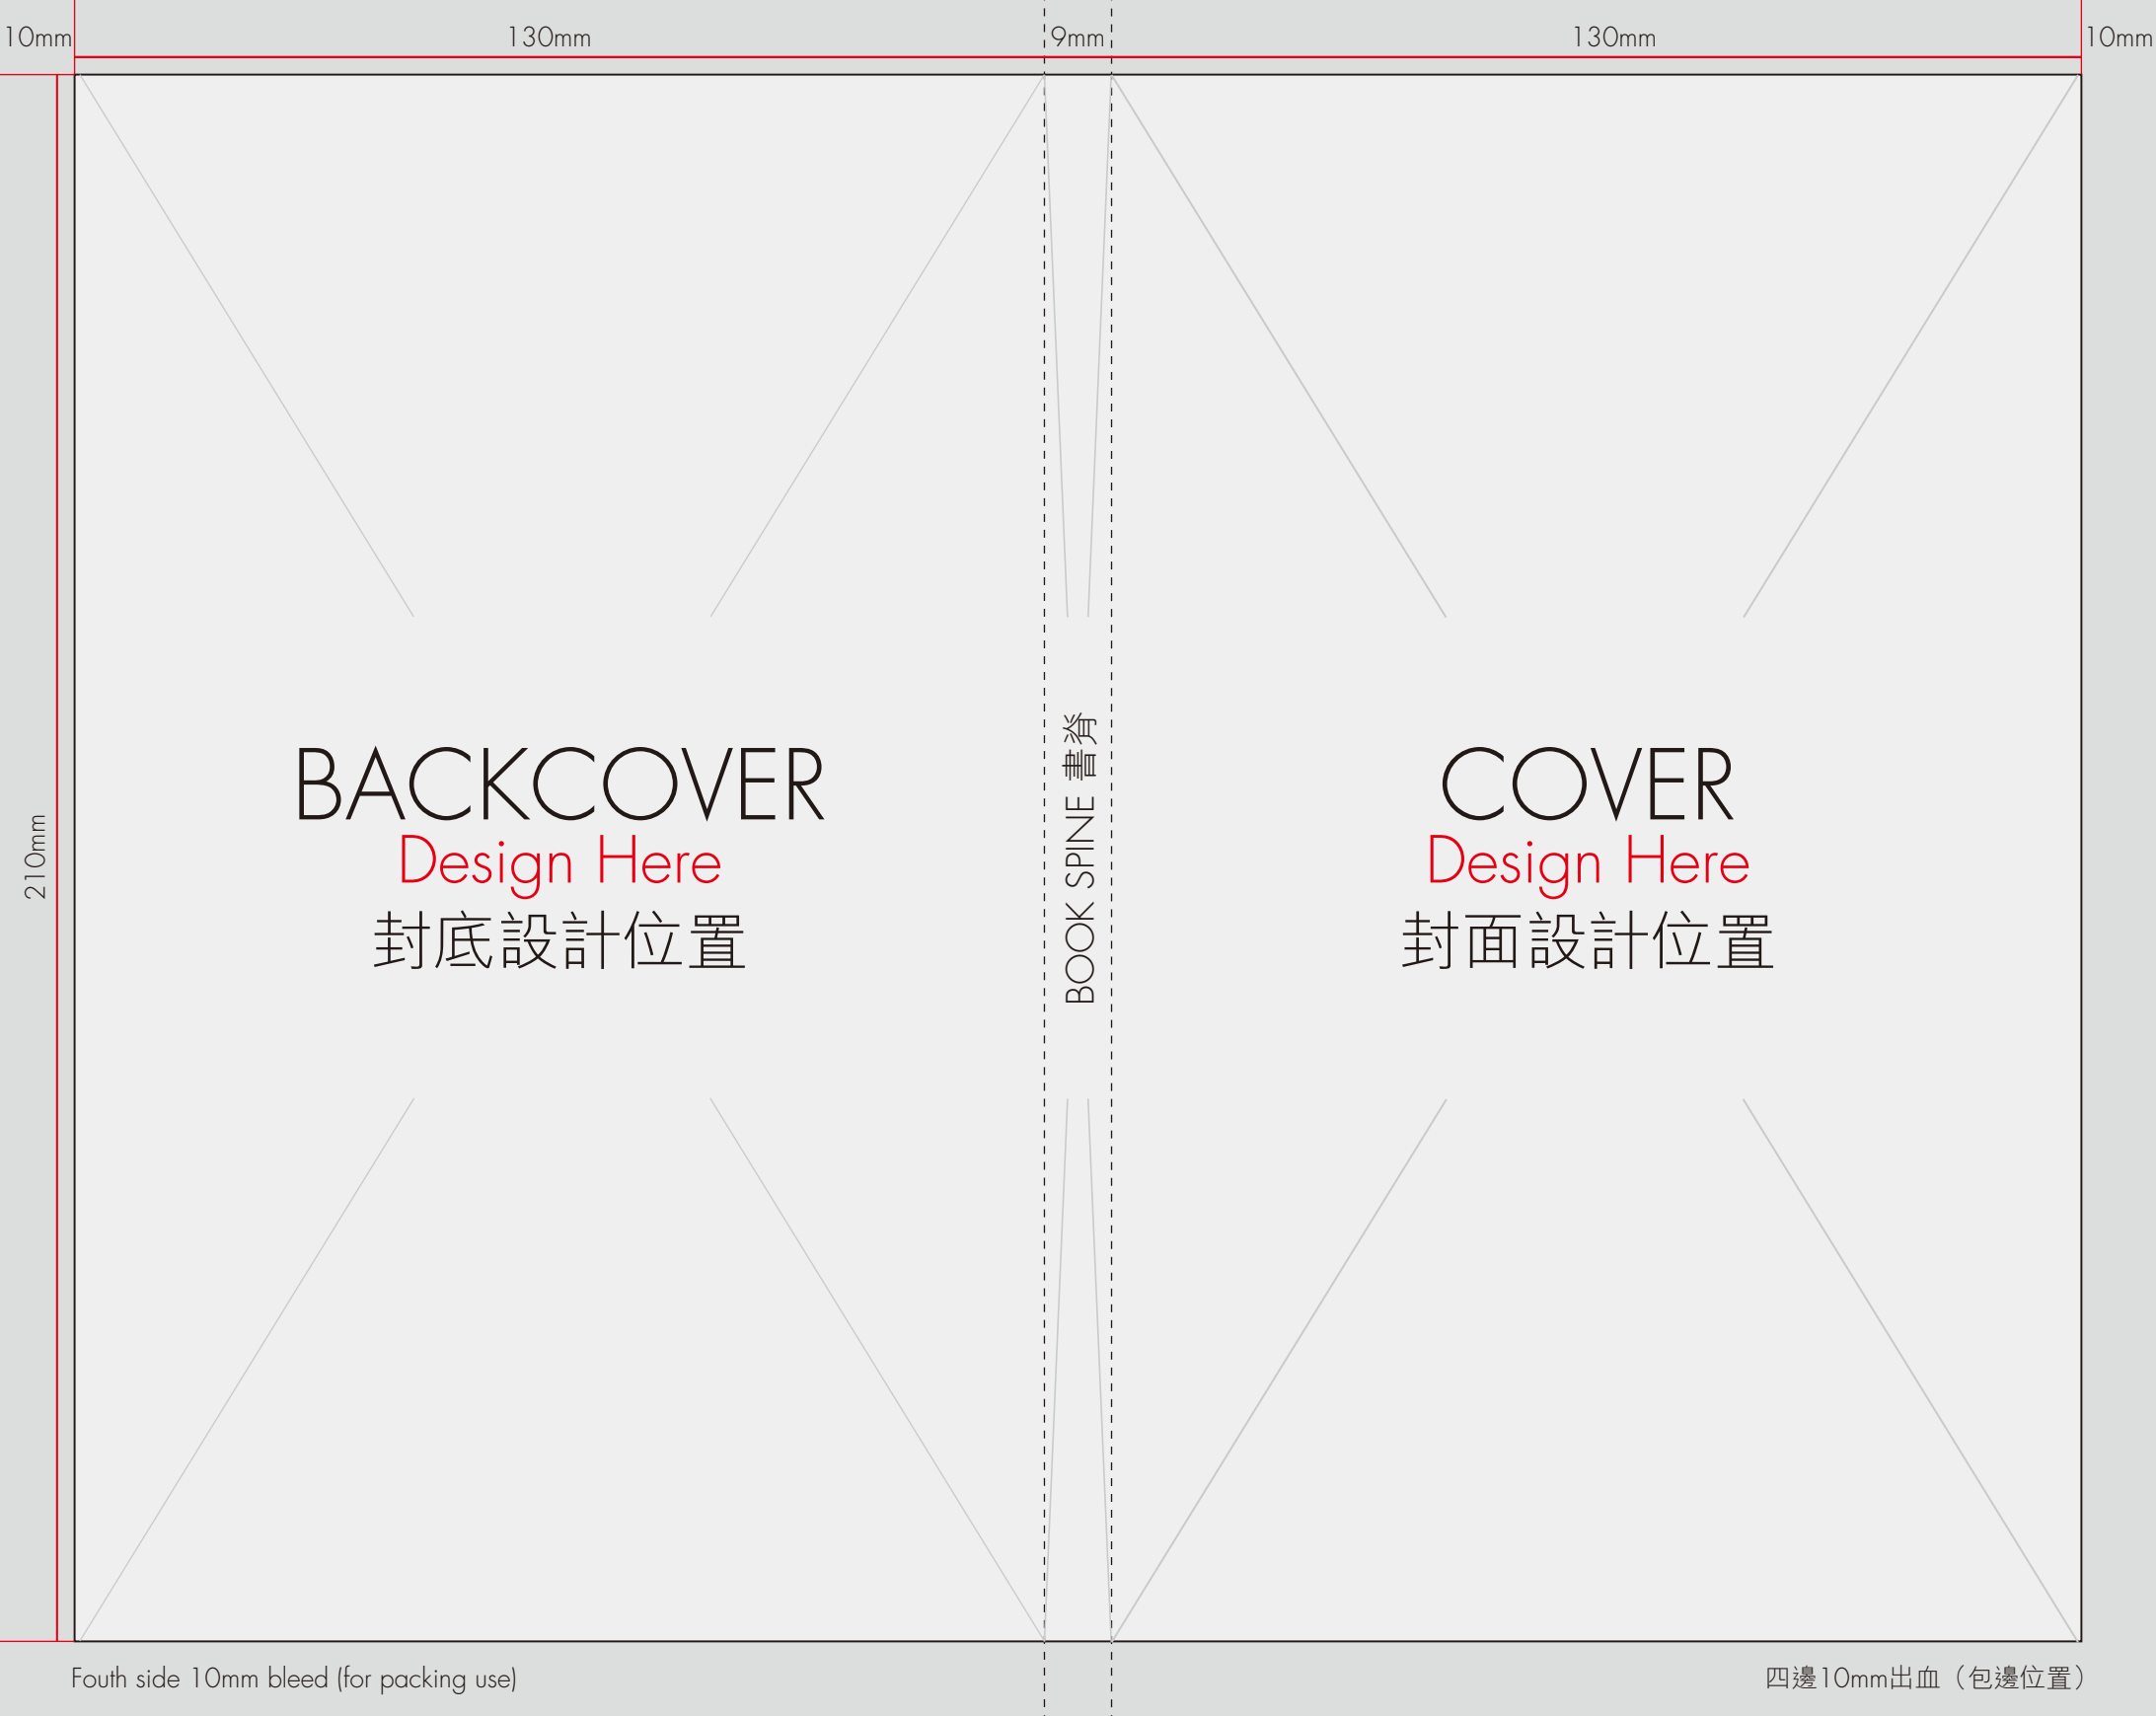 10mm
130mm
9mm
130mm
10mm
210mm
BACKCOVER
Design Here
封底設計位置
BOOK SPINE 書脊
COVER
Design Here
封面設計位置
Fouth side 10mm bleed (for packing use)
四邊10mm出血（包邊位置）